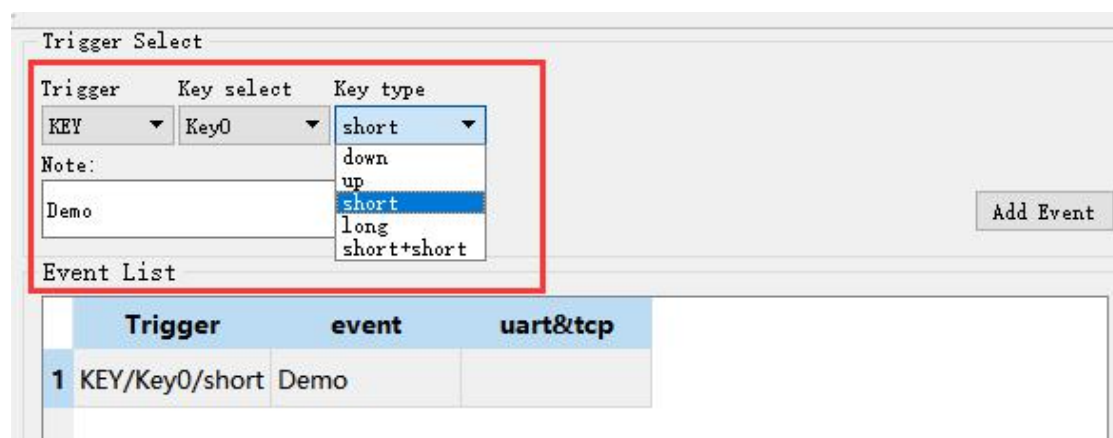 Trigger Select
Trigger Key select Key type
KEY Key0 short
down
Note:
up
short
Demo
Add Event
long
short+short
Event List
Trigger event uart&tcp
1 KEY/Key0/short Demo